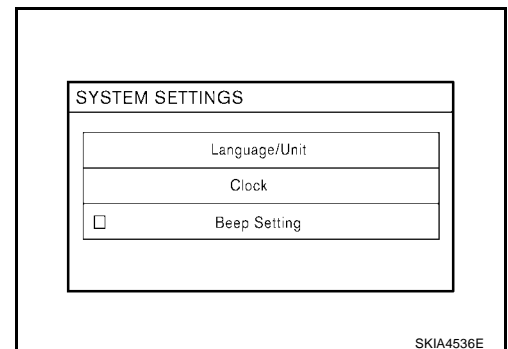 SYSTEM SETTINGS
Language/Unit
Clock
Beep Setting
SKIA4536E